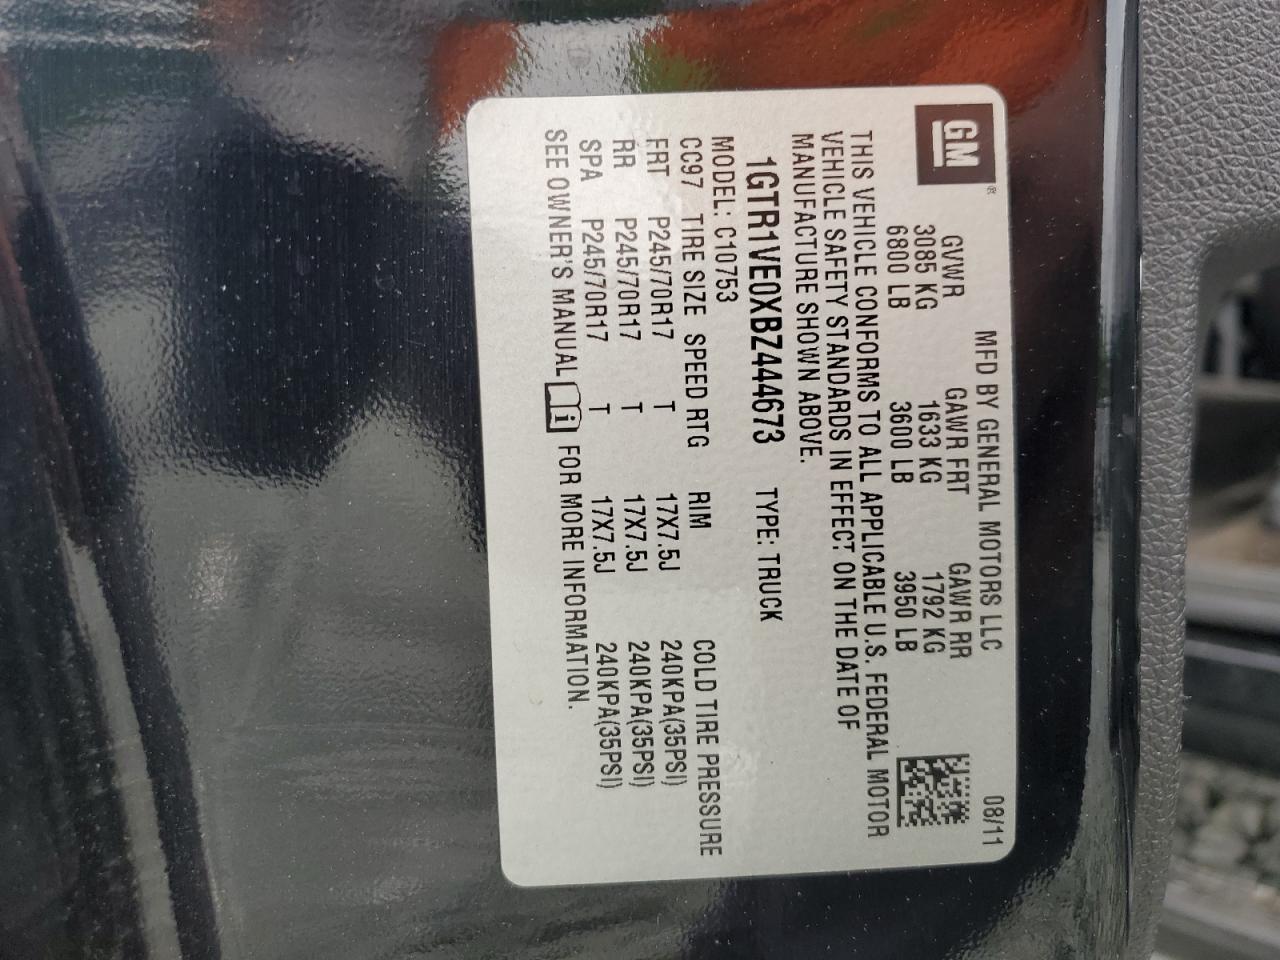 GM ®
MFD BY GENERAL MOTORS LLC 08/11
GVWR GAWR FRT GAWR RR
3085 KG 1633 KG 1792 KG
6800 LB 3600 LB 3950 LB
THIS VEHICLE CONFORMS TO ALL APPLICABLE U.S. FEDERAL MOTOR
VEHICLE SAFETY STANDARDS IN EFFECT ON THE DATE OF
MANUFACTURE SHOWN ABOVE.
1GTR1VE0XBZ444673 TYPE: TRUCK
MODEL: C10753
CC97 TIRE SIZE SPEED RTG RIM COLD TIRE PRESSURE
FRT P245/70R17 T 17X7.5J 240KPA(35PSI)
RR P245/70R17 T 17X7.5J 240KPA(35PSI)
SPA P245/70R17 T 17X7.5J 240KPA(35PSI)
SEE OWNER'S MANUAL i FOR MORE INFORMATION.